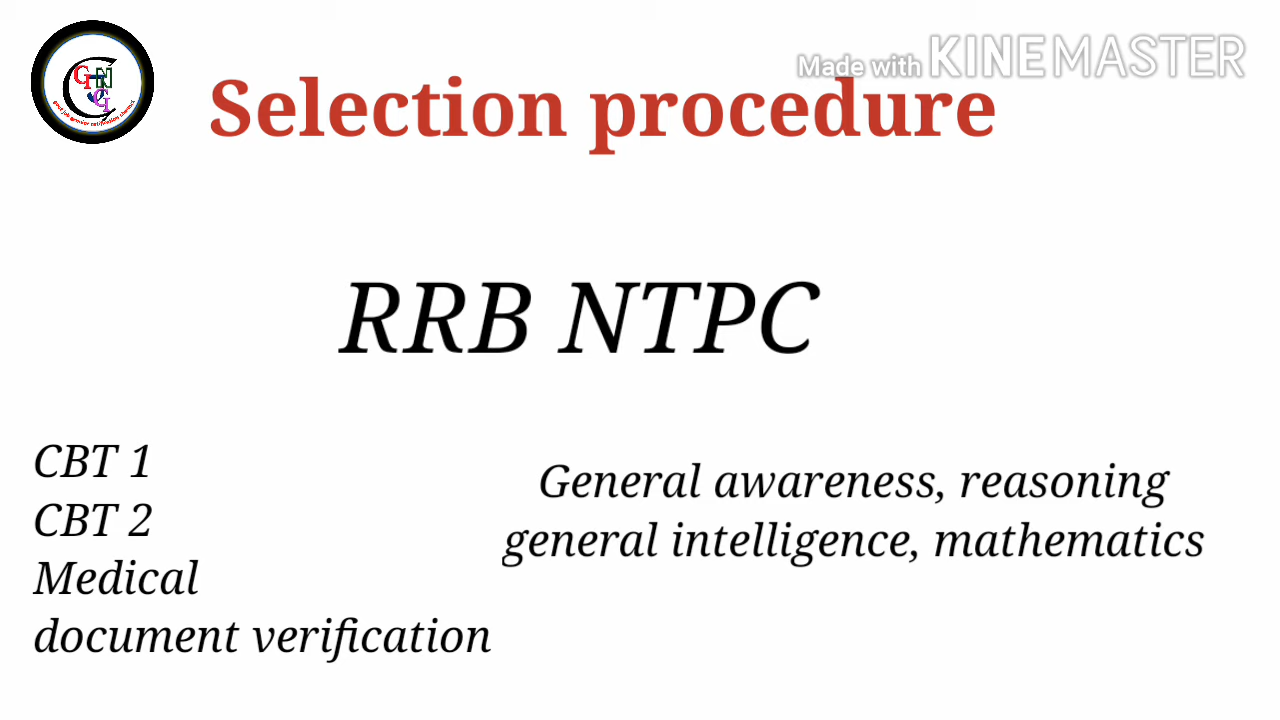 Made with KINEMASTER
Selection procedure
RRB NTPC
CBT 1
CBT 2
Medical
document verification
General awareness, reasoning
general intelligence, mathematics